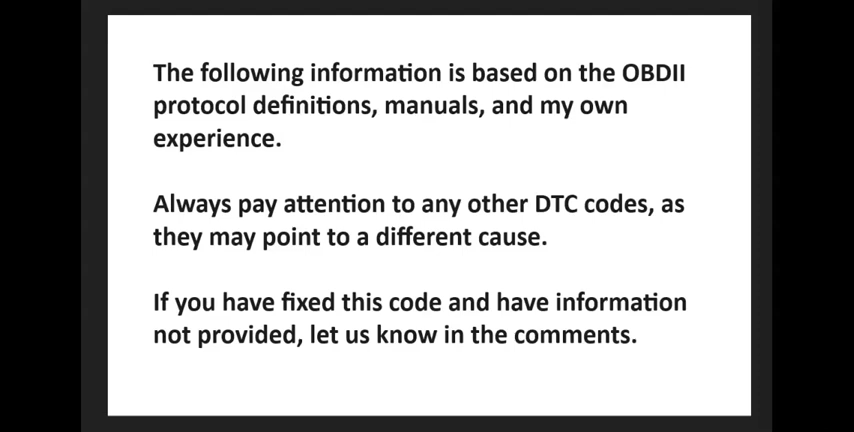 The following information is based on the OBDII
protocol definitions, manuals, and my own
experience.
Always pay attention to any other DTC codes, as
they may point to a different cause.
If you have fixed this code and have information
not provided, let us know in the comments.